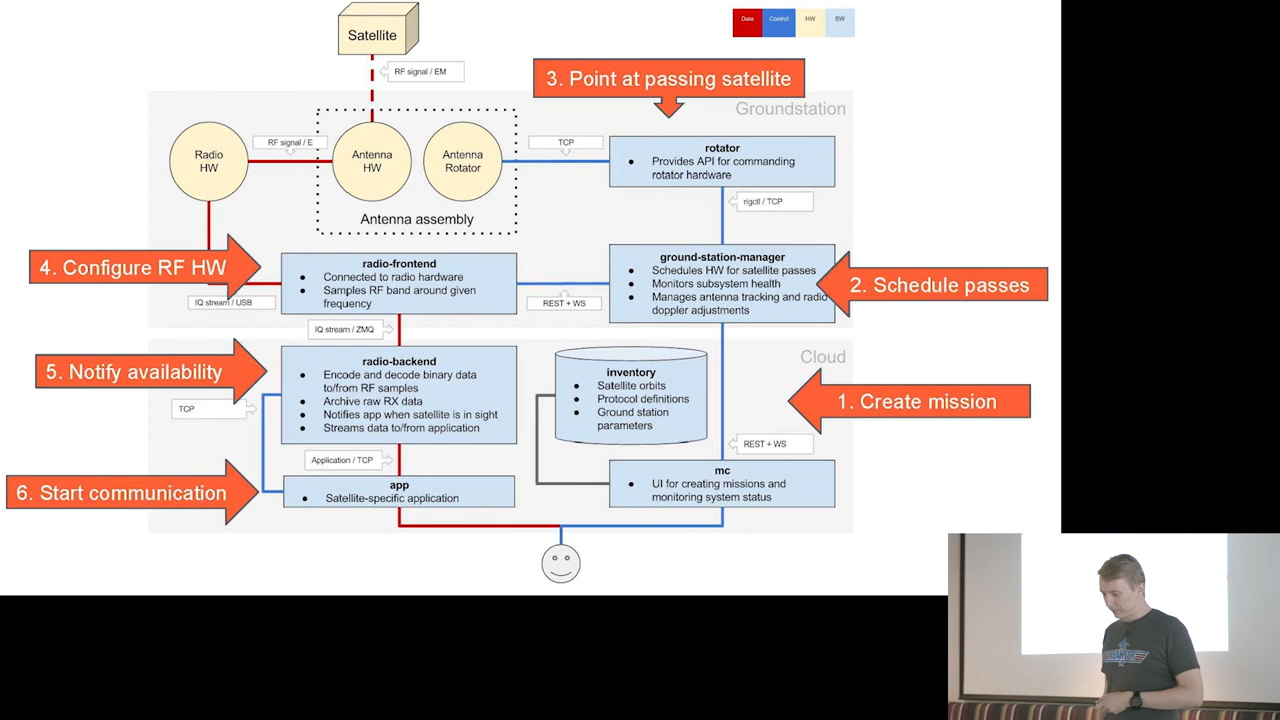 Satellite
Data
Control
HW
SW
RF signal / EM
3. Point at passing satellite
Groundstation
Radio
HW
RF signal / E
Antenna
HW
Antenna
Rotator
Antenna assembly
TCP
rotator
● Provides API for commanding
rotator hardware
rigctl / TCP
4. Configure RF HW
IQ stream / USB
radio-frontend
● Connected to radio hardware
● Samples RF band around given
frequency
REST + WS
ground-station-manager
● Schedules HW for satellite passes
● Monitors subsystem health
● Manages antenna tracking and radio
doppler adjustments
2. Schedule passes
IQ stream / ZMQ
Cloud
5. Notify availability
TCP
radio-backend
● Encode and decode binary data
to/from RF samples
● Archive raw RX data
● Notifies app when satellite is in sight
● Streams data to/from application
inventory
● Satellite orbits
● Protocol definitions
● Ground station
parameters
1. Create mission
REST + WS
Application / TCP
6. Start communication
app
● Satellite-specific application
mc
● UI for creating missions and
monitoring system status